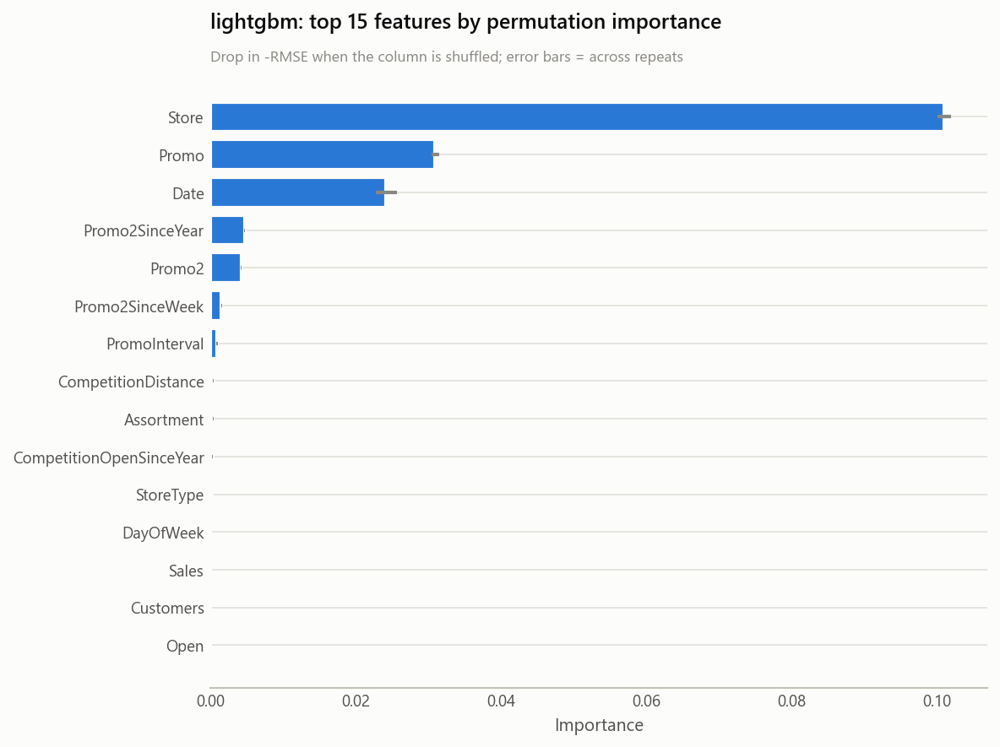 lightgbm: top 15 features by permutation importance
Drop in -RMSE when the column is shuffled; error bars = across repeats
Store
Promo
Date
Promo2SinceYear
Promo2
Promo2SinceWeek
PromoInterval
CompetitionDistance
Assortment
CompetitionOpenSinceYear
StoreType
DayOfWeek
Sales
Customers
Open
0.00 0.02 0.04 0.06 0.08 0.10
Importance